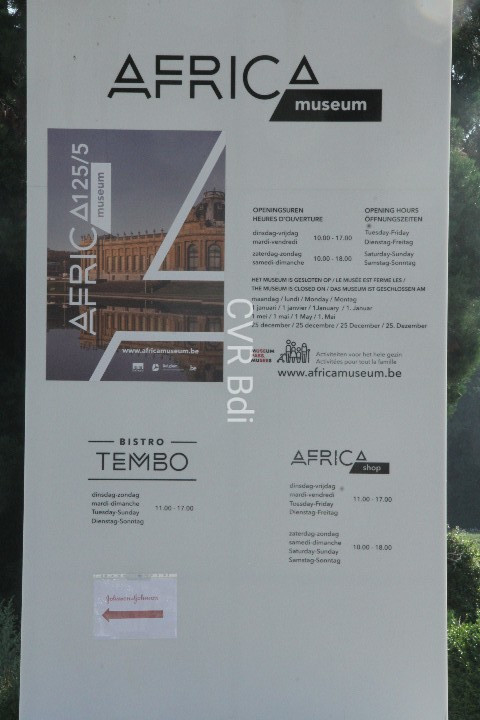 AFRICA
museum
AFRICA125/5
museum
www.africamuseum.be
OPENINGSUREN
HEURES D'OUVERTURE
OPENING HOURS
ÖFFNUNGSZEITEN
dinsdag-vrijdag
mardi-vendredi
10.00 - 17.00
Tuesday-Friday
Dienstag-Freitag
zaterdag-zondag
samedi-dimanche
10.00 - 18.00
Saturday-Sunday
Samstag-Sonntag
HET MUSEUM IS GESLOTEN OP / LE MUSÉE EST FERMÉ LES /
THE MUSEUM IS CLOSED ON / DAS MUSEUM IST GESCHLOSSEN AM
maandag / lundi / Monday / Montag
1 januari / 1 janvier / 1 January / 1. Januar
1 mei / 1 mai / 1 May / 1. Mai
25 december / 25 décembre / 25 December / 25. Dezember
Activiteiten voor het hele gezin
Activités pour toute la famille
www.africamuseum.be
CVR Bdi
BISTRO
TEMBO
dinsdag-zondag
mardi-dimanche
Tuesday-Sunday
Dienstag-Sonntag
11.00 - 17.00
AFRICA
shop
dinsdag-vrijdag
mardi-vendredi
Tuesday-Friday
Dienstag-Freitag
11.00 - 17.00
zaterdag-zondag
samedi-dimanche
Saturday-Sunday
Samstag-Sonntag
10.00 - 18.00